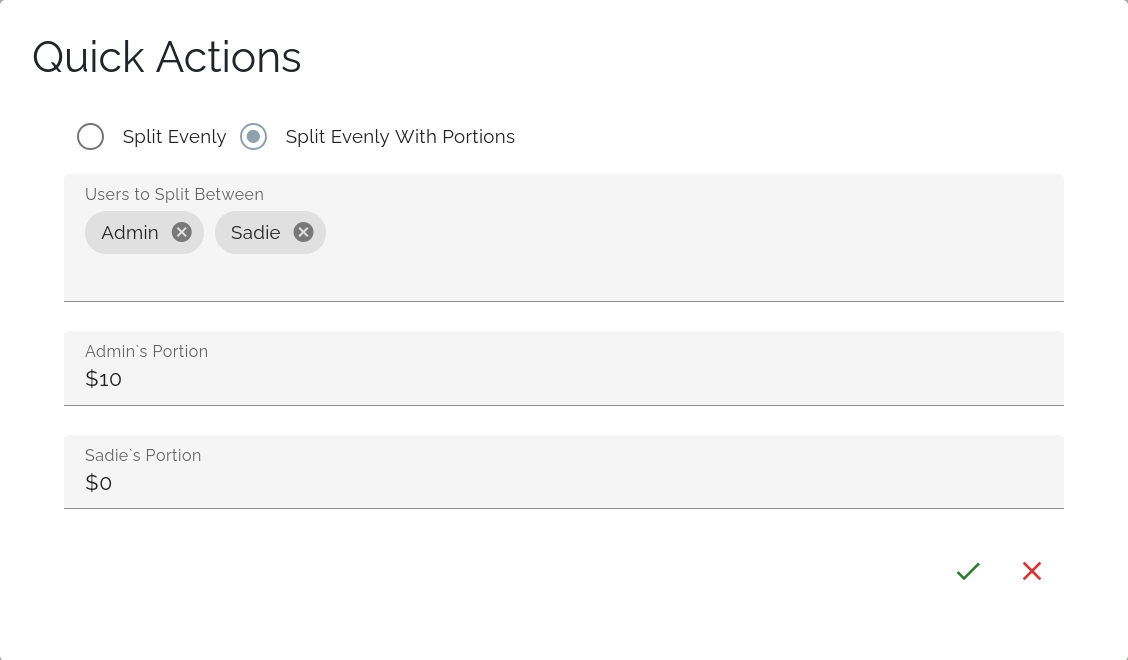 Quick Actions
Split Evenly Split Evenly With Portions
Users to Split Between
Admin Sadie
Admin`s Portion
$10
Sadie`s Portion
$0